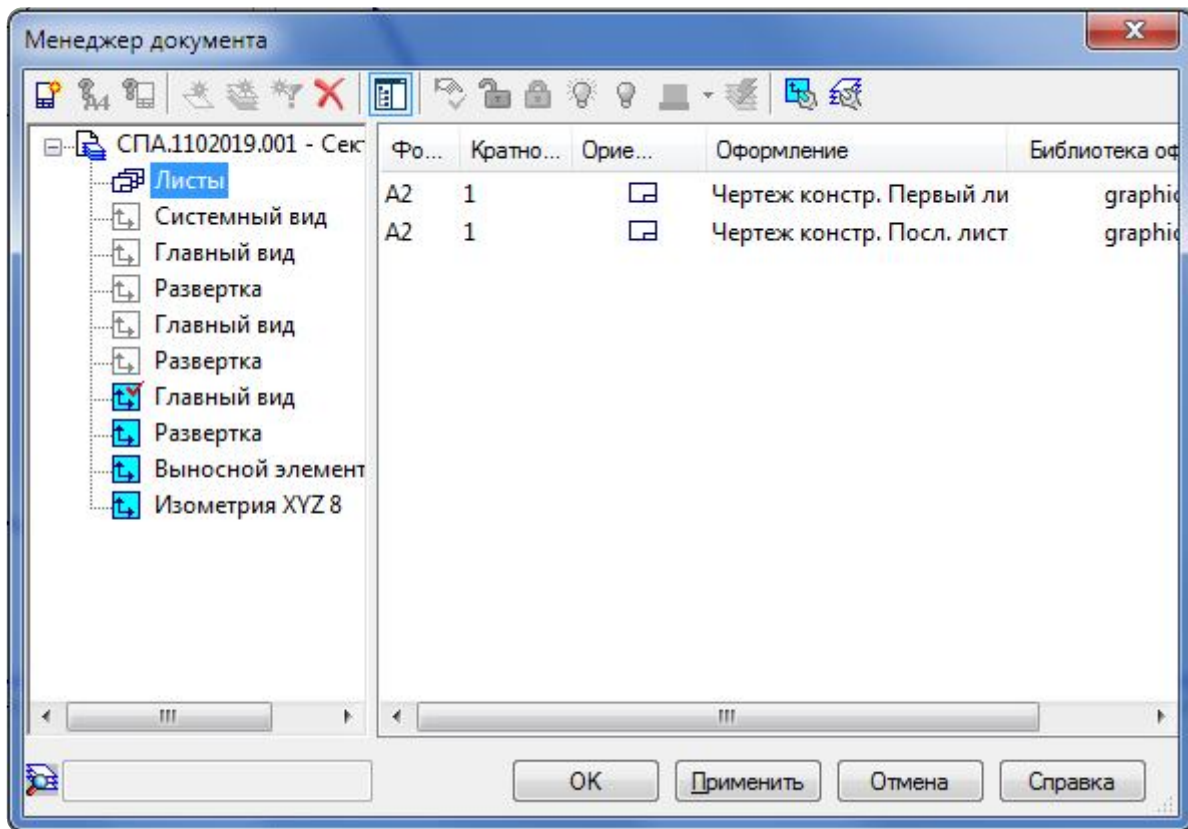 Менеджер документа
СПА.1102019.001 - Сек
Листы
Системный вид
Главный вид
Развертка
Главный вид
Развертка
Главный вид
Развертка
Выносной элемент
Изометрия XYZ 8
Фо... Кратно... Орие... Оформление Библиотека оф
А2 1 Чертеж констр. Первый ли graphic
А2 1 Чертеж констр. Посл. лист graphic
OK Применить Отмена Справка